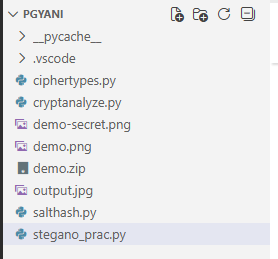 PGYANI
__pycache__
.vscode
ciphertypes.py
cryptanalyze.py
demo-secret.png
demo.png
demo.zip
output.jpg
salthash.py
stegano_prac.py